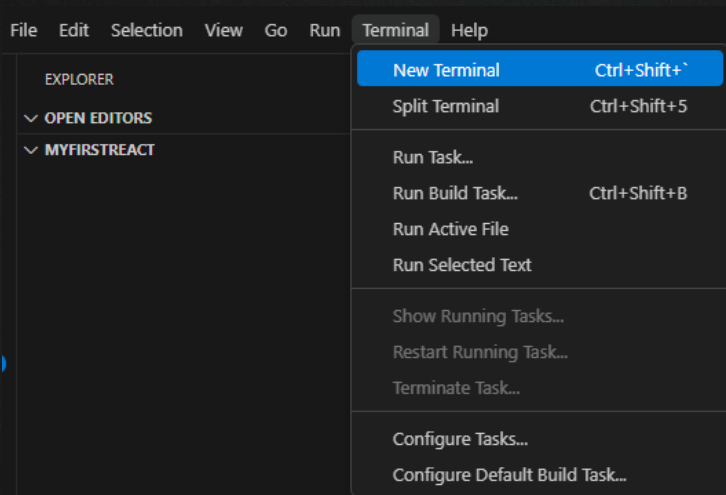 File Edit Selection View Go Run Terminal Help
EXPLORER
OPEN EDITORS
MYFIRSTREACT
New Terminal Ctrl+Shift+`
Split Terminal Ctrl+Shift+5
Run Task...
Run Build Task... Ctrl+Shift+B
Run Active File
Run Selected Text
Show Running Tasks...
Restart Running Task...
Terminate Task...
Configure Tasks...
Configure Default Build Task...